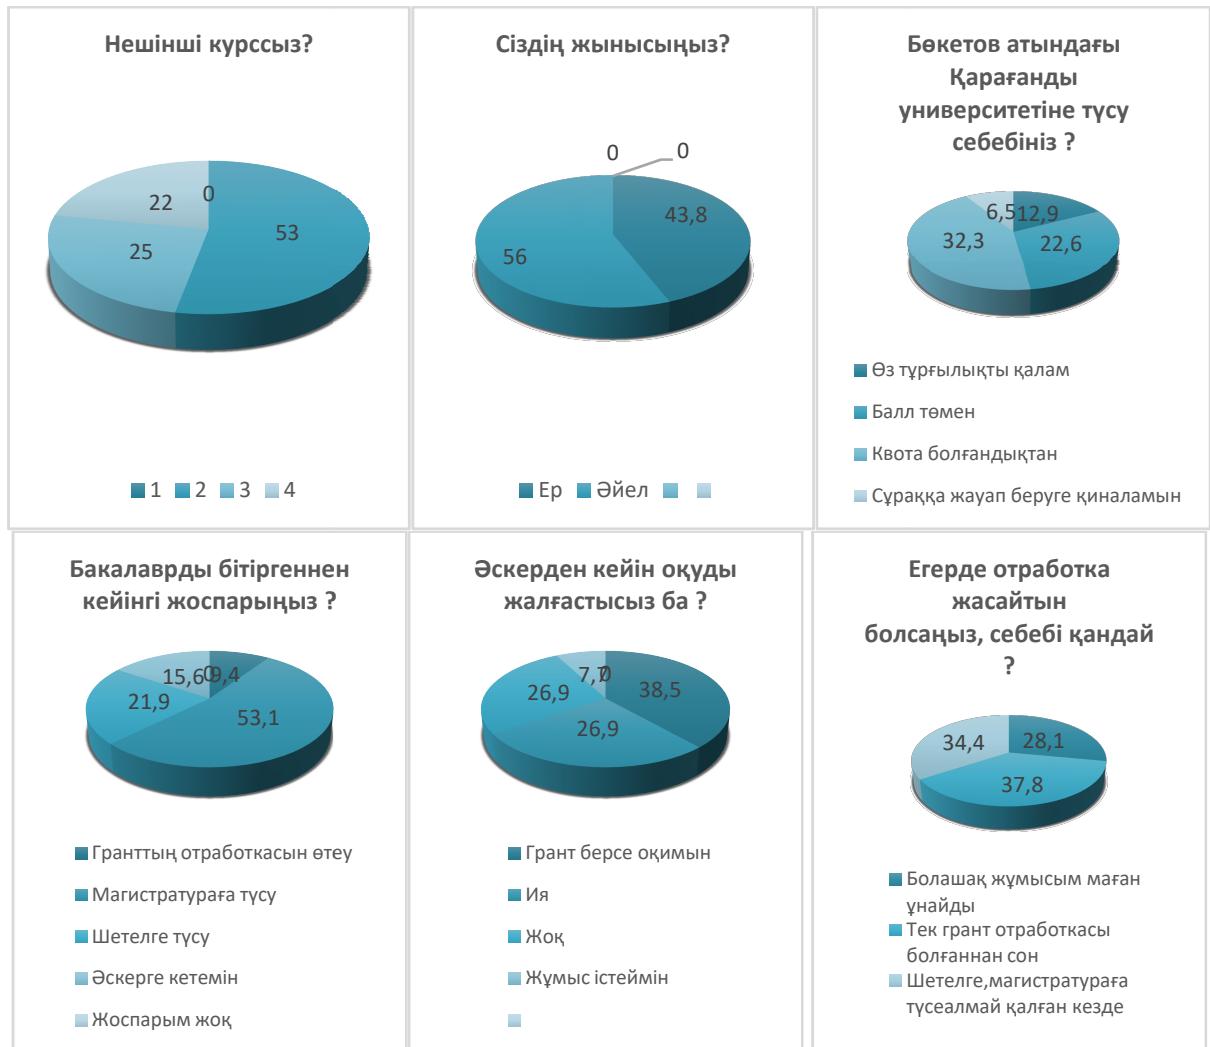 Нешінші курссыз?
0
22
53
25
1 2 3 4
Сіздің жынысыңыз?
0
0
43,8
56
Ер Әйел
Бөкетов атындағы
Қарағанды
университетіне түсу
себебініз ?
6,5
12,9
32,3
22,6
Өз тұрғылықты қалам
Балл төмен
Квота болғандықтан
Сұраққа жауап беруге қиналамын
Бакалаврды бітіргеннен
кейінгі жоспарыңыз ?
15,6
0
9,4
21,9
53,1
Гранттың отработкасын өтеу
Магистратураға түсу
Шетелге түсу
Әскерге кетемін
Жоспарым жоқ
Әскерден кейін оқуды
жалғастысыз ба ?
7,7
0
38,5
26,9
26,9
Грант берсе оқимын
Ия
Жоқ
Жұмыс істеймін
Егерде отработка
жасайтын
болсаңыз, себебі қандай
?
34,4
28,1
37,8
Болашақ жұмысым маған
ұнайды
Тек грант отработкасы
болғаннан сон
Шетелге,магистратураға
түсеалмай қалған кезде